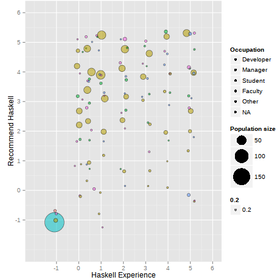 Occupation
Developer
Manager
Student
Faculty
Other
NA
Population size
50
100
150
0.2
0.2
Recommend Haskell
6
5
4
3
2
1
0
-1
-1
0
1
2
3
4
5
6
Haskell Experience